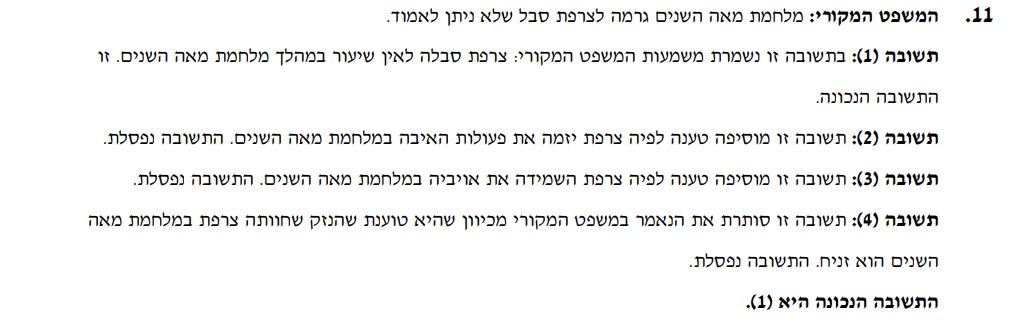 11. המשפט המקורי: מלחמת מאה השנים גרמה לצרפת סבל שלא ניתן לאמוד.
תשובה (1): בתשובה זו נשמרת משמעות המשפט המקורי: צרפת סבלה לאין שיעור במהלך מלחמת מאה השנים. זו
התשובה הנכונה.
תשובה (2): תשובה זו מוסיפה טענה לפיה צרפת יזמה את פעולות האיבה במלחמת מאה השנים. התשובה נפסלת.
תשובה (3): תשובה זו מוסיפה טענה לפיה צרפת השמידה את אויביה במלחמת מאה השנים. התשובה נפסלת.
תשובה (4): תשובה זו סותרת את הנאמר במשפט המקורי מכיוון שהיא טוענת שהנזק שחוותה צרפת במלחמת מאה
השנים הוא זניח. התשובה נפסלת.
התשובה הנכונה היא (1).